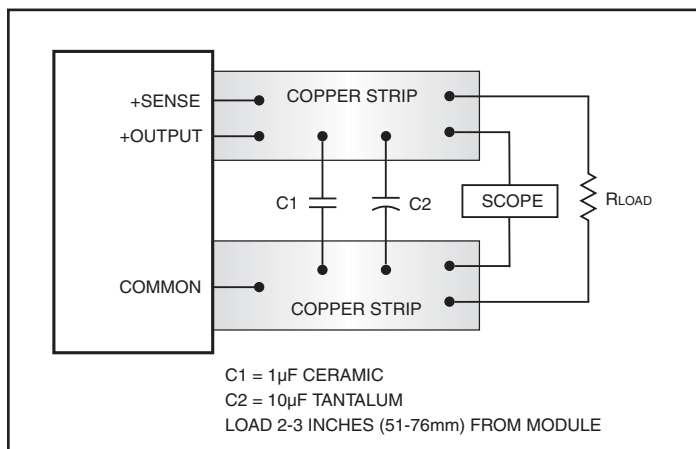 +SENSE
COPPER STRIP
+OUTPUT
C1
C2
SCOPE
RLOAD
COMMON
COPPER STRIP
C1 = 1µF CERAMIC
C2 = 10µF TANTALUM
LOAD 2-3 INCHES (51-76mm) FROM MODULE